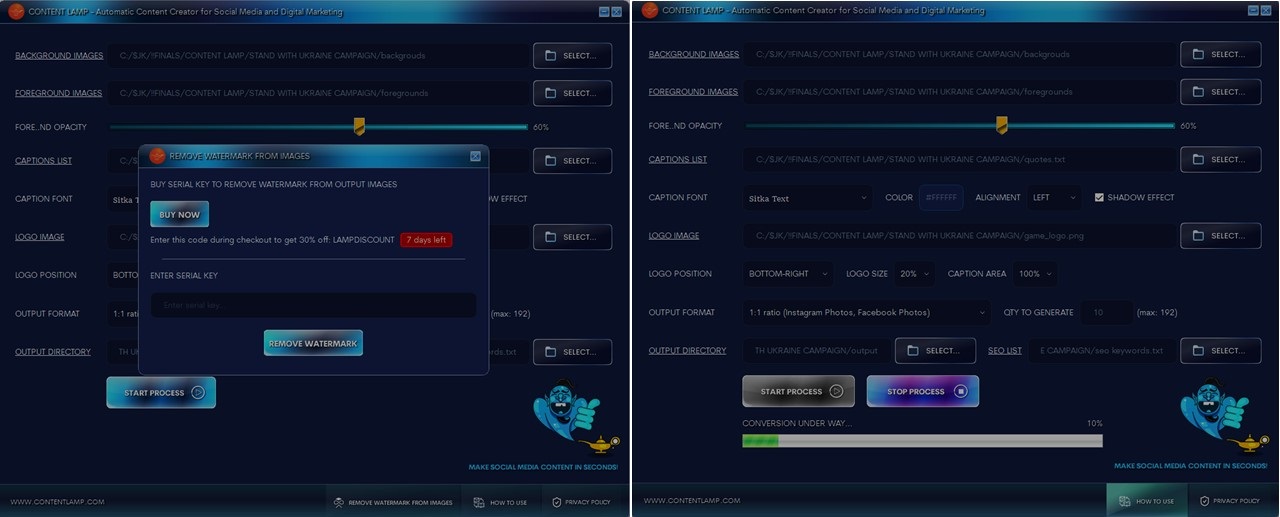 CONTENT LAMP - Automatic Content Creator for Social Media and Digital Marketing
BACKGROUND IMAGES C:/$JK/!!FINALS/CONTENT LAMP/STAND WITH UKRAINE CAMPAIGN/backgrouds SELECT...
FOREGROUND IMAGES C:/$JK/!!FINALS/CONTENT LAMP/STAND WITH UKRAINE CAMPAIGN/foregrounds SELECT...
FORE...ND OPACITY 60%
CAPTIONS LIST C:/$ SELECT...
CAPTION FONT Sitka T OW EFFECT
LOGO IMAGE C:/$ SELECT...
LOGO POSITION BOTTO
OUTPUT FORMAT 1:1 rati (max: 192)
OUTPUT DIRECTORY TH UK ords.txt SELECT...
REMOVE WATERMARK FROM IMAGES
BUY SERIAL KEY TO REMOVE WATERMARK FROM OUTPUT IMAGES
BUY NOW
Enter this code during checkout to get 30% off: LAMPDISCOUNT 7 days left
ENTER SERIAL KEY
Enter serial key...
REMOVE WATERMARK
START PROCESS
MAKE SOCIAL MEDIA CONTENT IN SECONDS!
WWW.CONTENTLAMP.COM REMOVE WATERMARK FROM IMAGES HOW TO USE PRIVACY POLICY
CONTENT LAMP - Automatic Content Creator for Social Media and Digital Marketing
BACKGROUND IMAGES C:/$JK/!!FINALS/CONTENT LAMP/STAND WITH UKRAINE CAMPAIGN/backgrouds SELECT...
FOREGROUND IMAGES C:/$JK/!!FINALS/CONTENT LAMP/STAND WITH UKRAINE CAMPAIGN/foregrounds SELECT...
FORE...ND OPACITY 60%
CAPTIONS LIST C:/$JK/!!FINALS/CONTENT LAMP/STAND WITH UKRAINE CAMPAIGN/quotes.txt SELECT...
CAPTION FONT Sitka Text COLOR #FFFFFF ALIGNMENT LEFT SHADOW EFFECT
LOGO IMAGE C:/$JK/!!FINALS/CONTENT LAMP/STAND WITH UKRAINE CAMPAIGN/game_logo.png SELECT...
LOGO POSITION BOTTOM-RIGHT LOGO SIZE 20% CAPTION AREA 100%
OUTPUT FORMAT 1:1 ratio (Instagram Photos, Facebook Photos) QTY TO GENERATE 10 (max: 192)
OUTPUT DIRECTORY TH UKRAINE CAMPAIGN/output SELECT... SEO LIST E CAMPAIGN/seo keywords.txt SELECT...
START PROCESS STOP PROCESS
CONVERSION UNDER WAY... 10%
MAKE SOCIAL MEDIA CONTENT IN SECONDS!
WWW.CONTENTLAMP.COM HOW TO USE PRIVACY POLICY